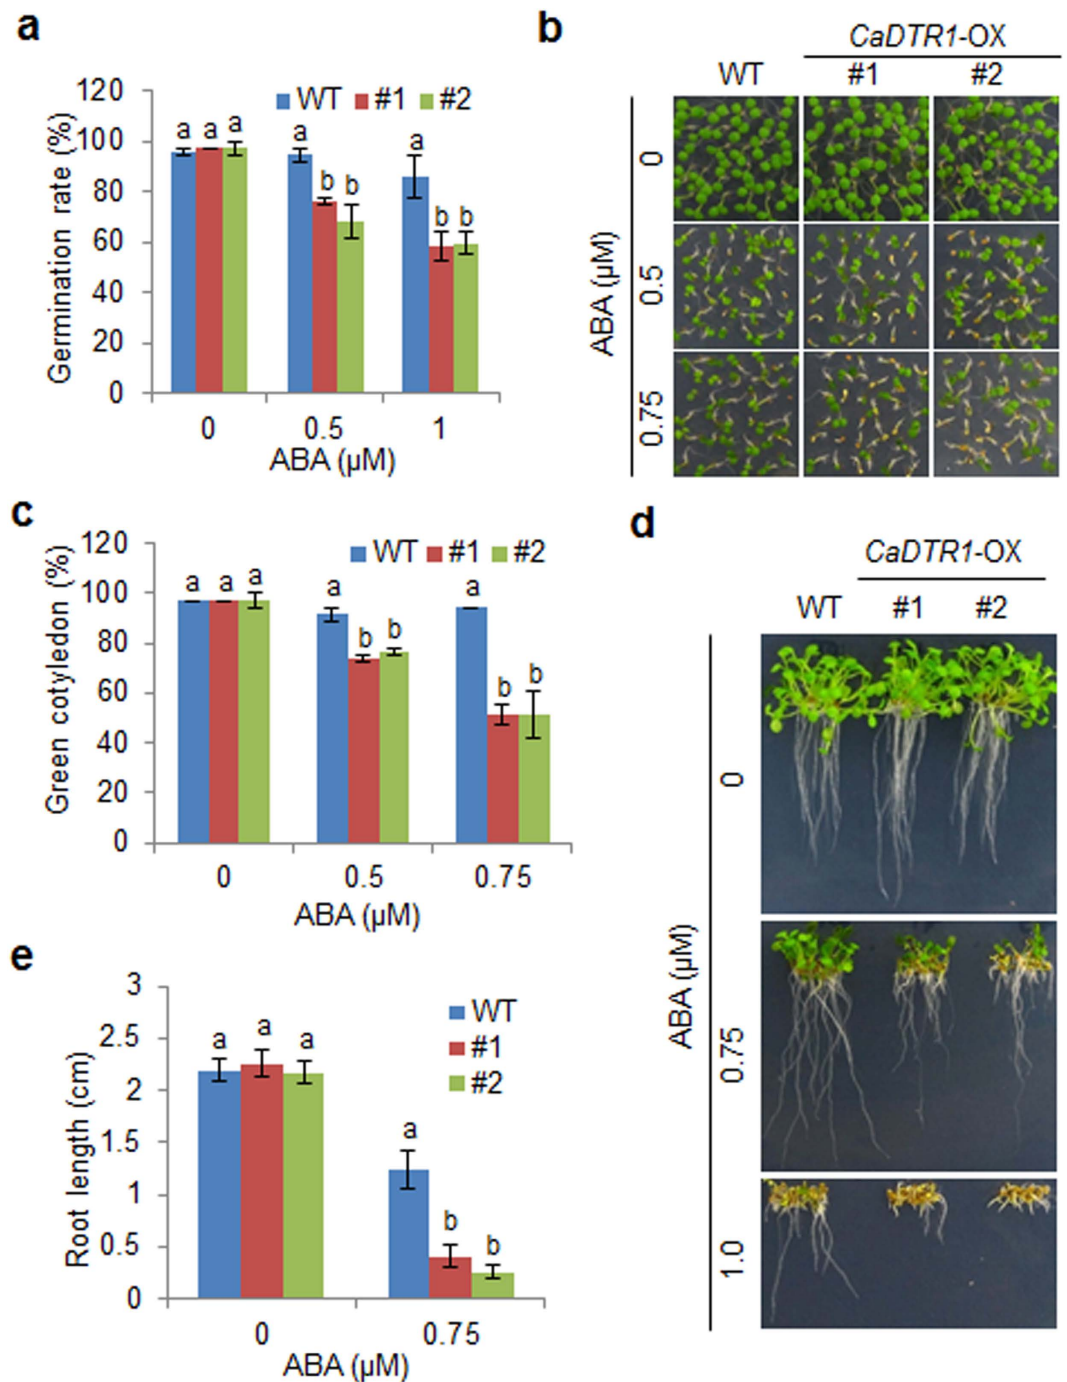 a
120
100
80
60
40
20
0
Germination rate (%)
WT #1 #2
a a a
a b b
a b b
0 0.5 1
ABA (µM)
b
CaDTR1-OX
WT #1 #2
ABA (µM)
0
0.5
0.75
c
120
100
80
60
40
20
0
Green cotyledon (%)
WT #1 #2
a a a
a b b
a b b
0 0.5 0.75
ABA (µM)
d
CaDTR1-OX
WT #1 #2
ABA (µM)
0
0.75
1.0
e
3
2.5
2
1.5
1
0.5
0
Root length (cm)
WT
#1
#2
a a a
a b b
0 0.75
ABA (µM)